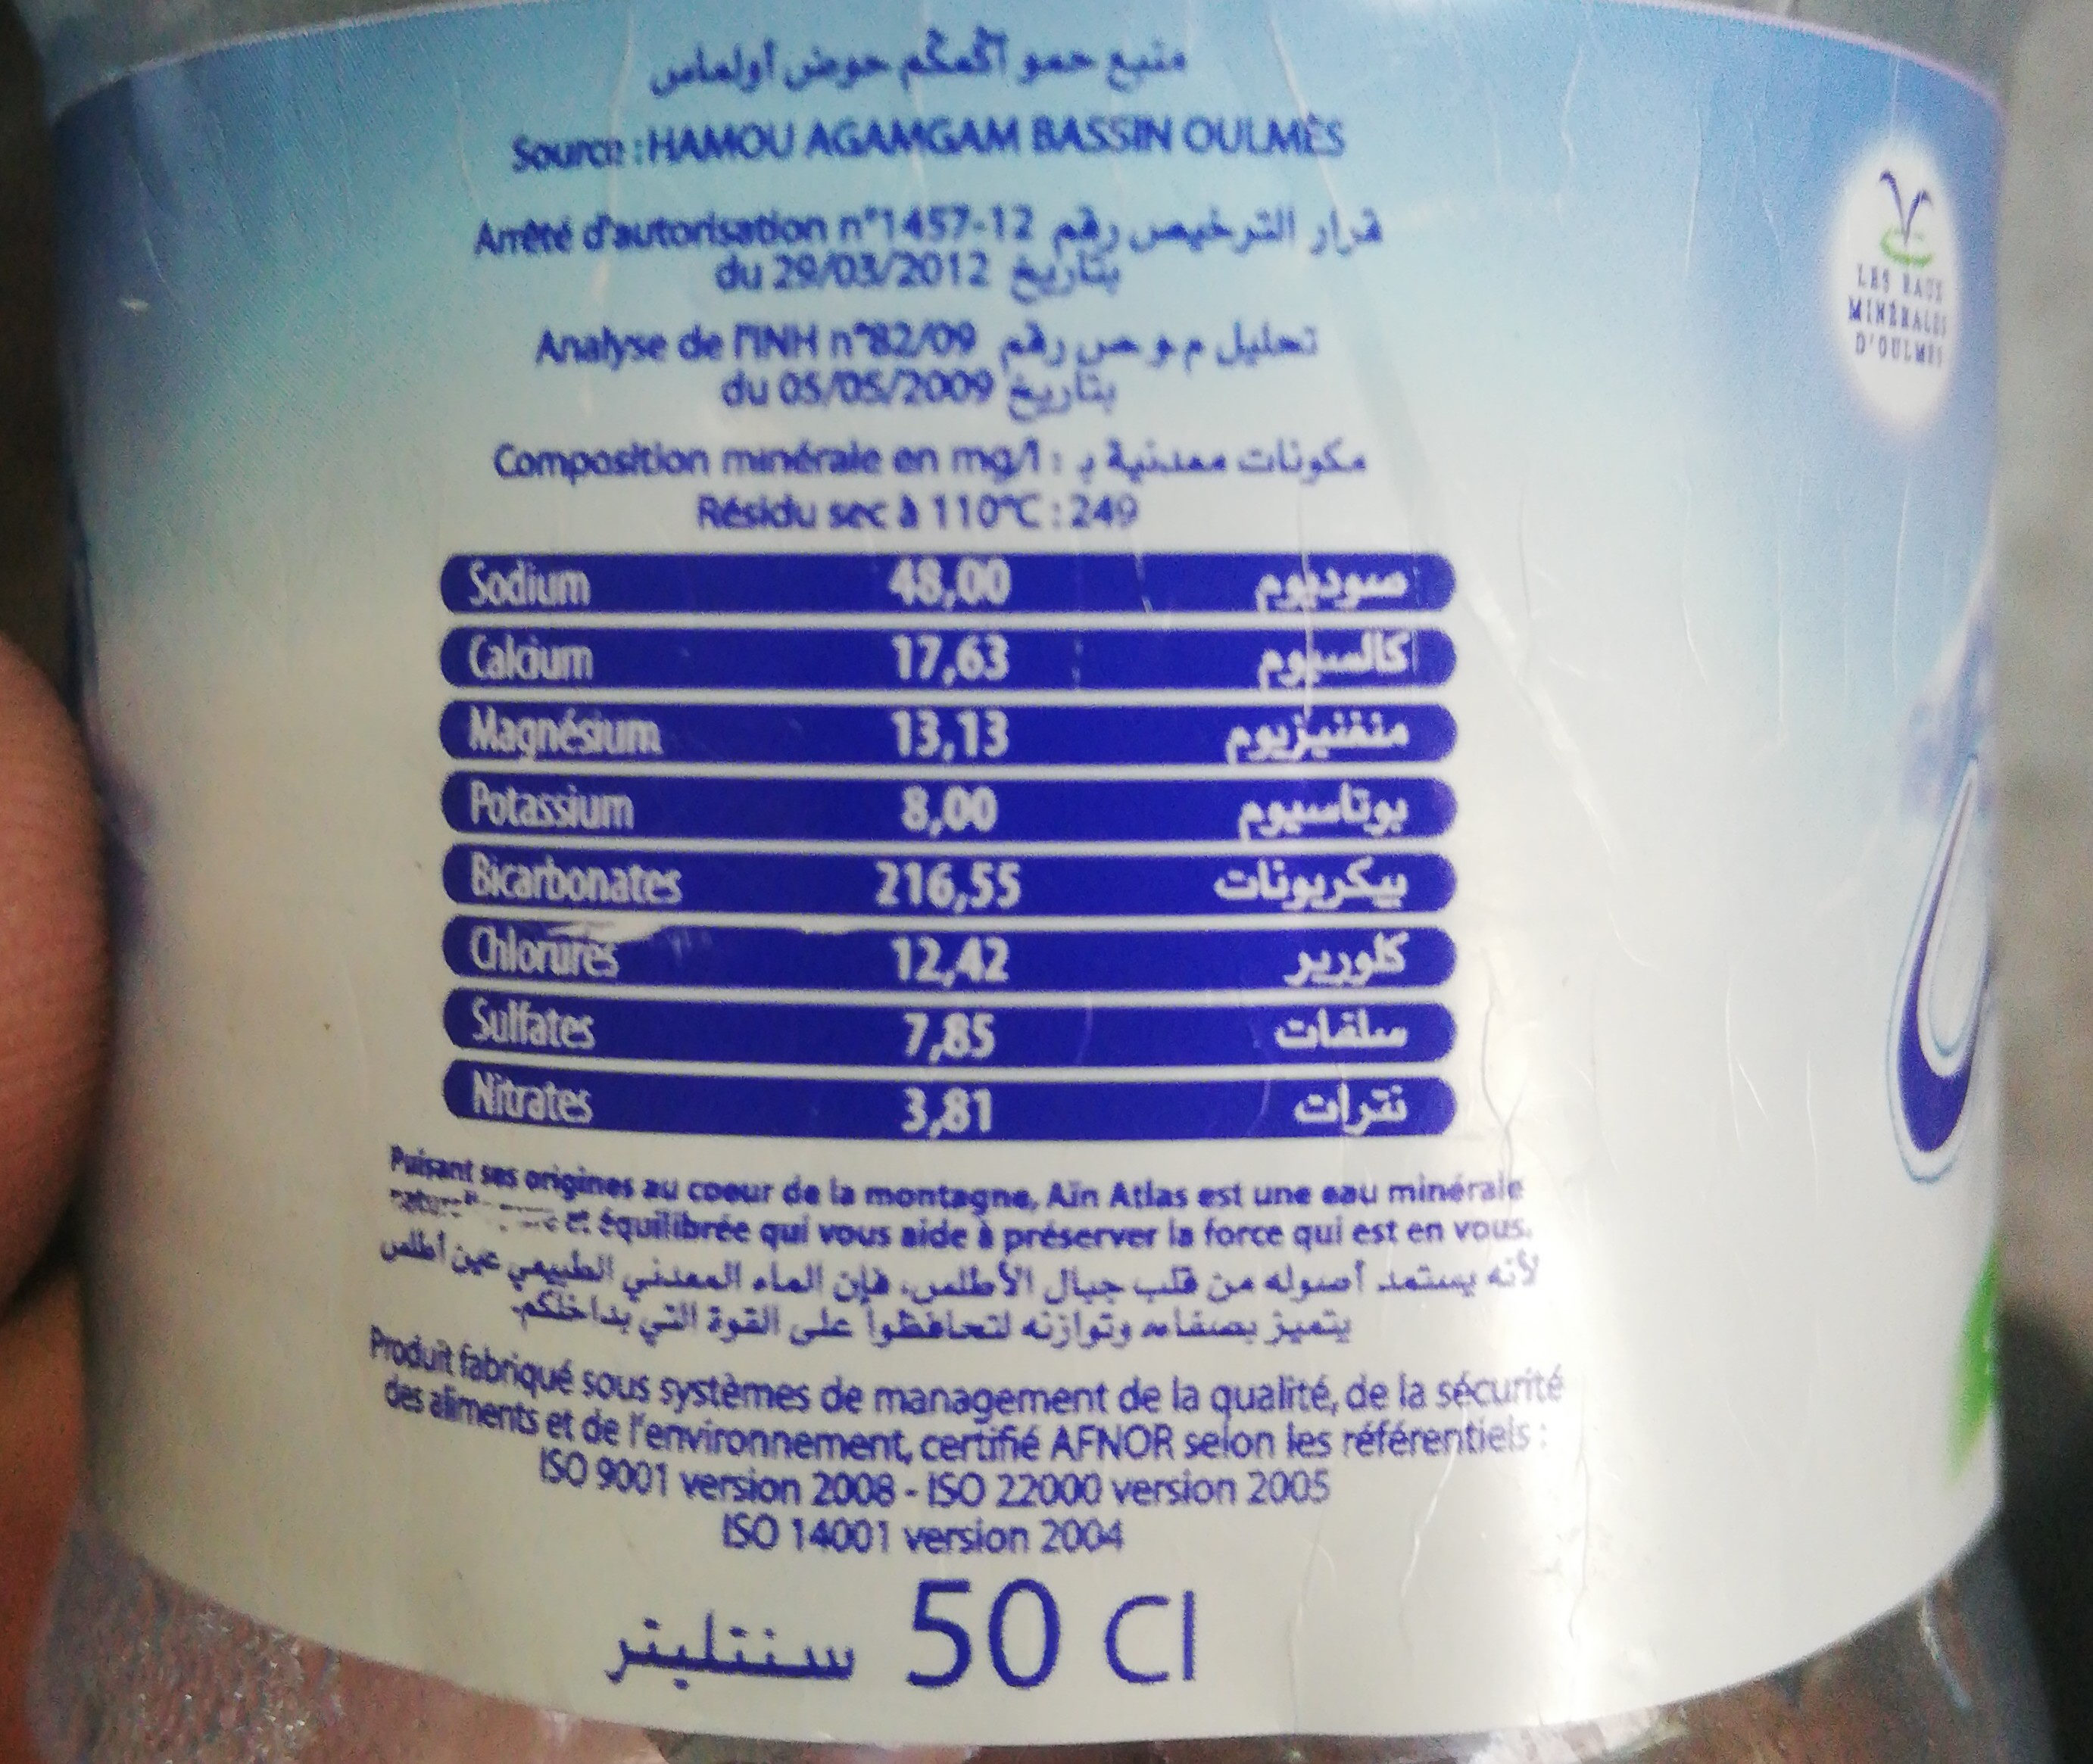 منبع حمو أڭمڭم حوض أولماس
Source : HAMOU AGAMGAM BASSIN OULMÈS
Arrêté d'autorisation n°1457-12 قرار الترخيص رقم
du 29/03/2012 بتاريخ
Analyse de l'INH n°82/09 تحليل م و ص رقم
du 05/05/2009 بتاريخ
Composition minérale en mg/l : مكونات معدنية بـ
Résidu sec à 110°C : 249
Sodium 48,00 صوديوم
Calcium 17,63 كالسيوم
Magnésium 13,13 منغنيزيوم
Potassium 8,00 بوتاسيوم
Bicarbonates 216,55 بيكربونات
Chlorures 12,42 كلورير
Sulfates 7,85 سلفات
Nitrates 3,81 نترات
Puisant ses origines au coeur de la montagne, Aïn Atlas est une eau minérale
et équilibrée qui vous aide à préserver la force qui est en vous.
لأنه يستمد أصوله من قلب جبال الأطلس، فإن الماء المعدني الطبيعي عين أطلس
يتميز بصفاءه وتوازنه لتحافظوا على القوة التي بداخلكم.
Produit fabriqué sous systèmes de management de la qualité, de la sécurité
des aliments et de l'environnement, certifié AFNOR selon les référentiels :
ISO 9001 version 2008 - ISO 22000 version 2005
ISO 14001 version 2004
50 Cl سنتليتر
LES EAUX
MINÉRALES
D'OULMÈS